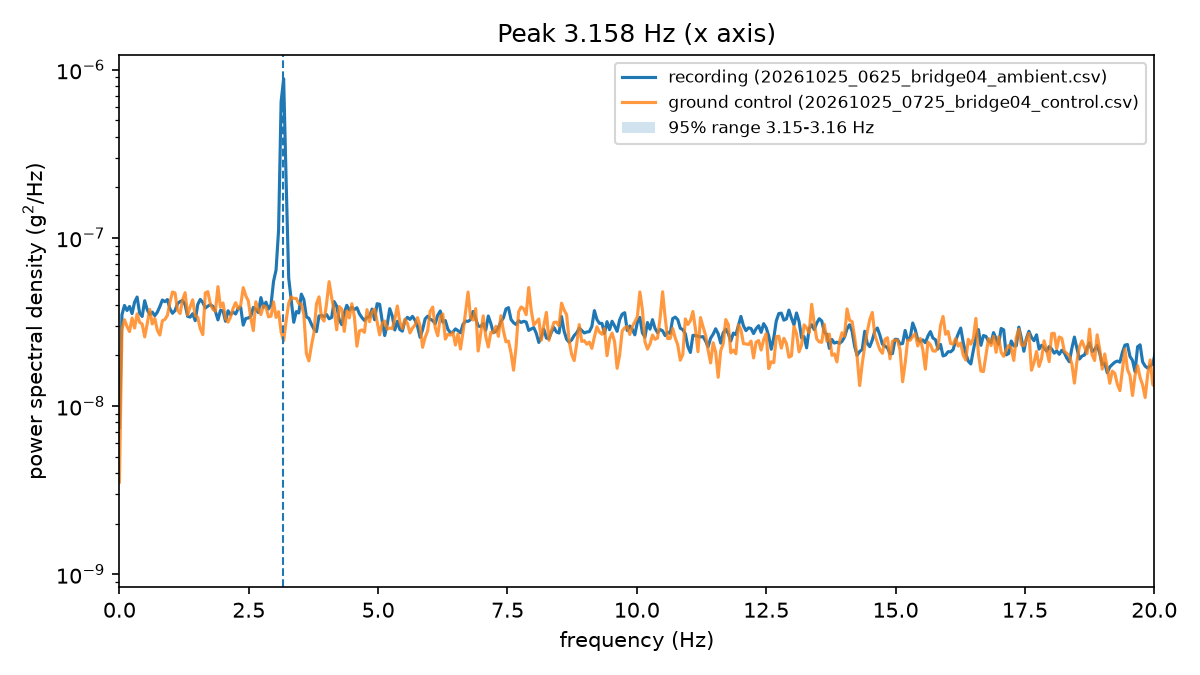 Peak 3.158 Hz (x axis)
recording (20261025_0625_bridge04_ambient.csv)
ground control (20261025_0725_bridge04_control.csv)
95% range 3.15-3.16 Hz
power spectral density (g²/Hz)
10⁻⁶
10⁻⁷
10⁻⁸
10⁻⁹
0.0 2.5 5.0 7.5 10.0 12.5 15.0 17.5 20.0
frequency (Hz)